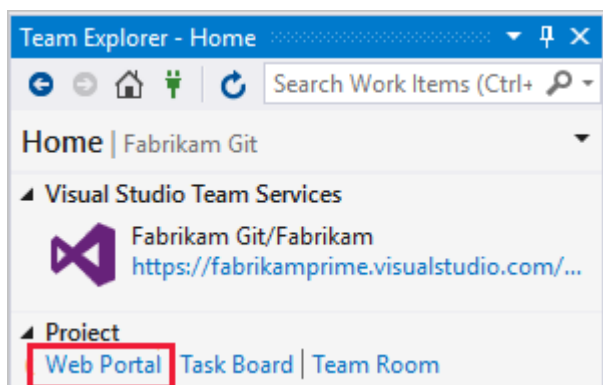 Team Explorer - Home
Search Work Items (Ctrl+
Home | Fabrikam Git
Visual Studio Team Services
Fabrikam Git/Fabrikam
https://fabrikamprime.visualstudio.com/...
Project
Web Portal | Task Board | Team Room